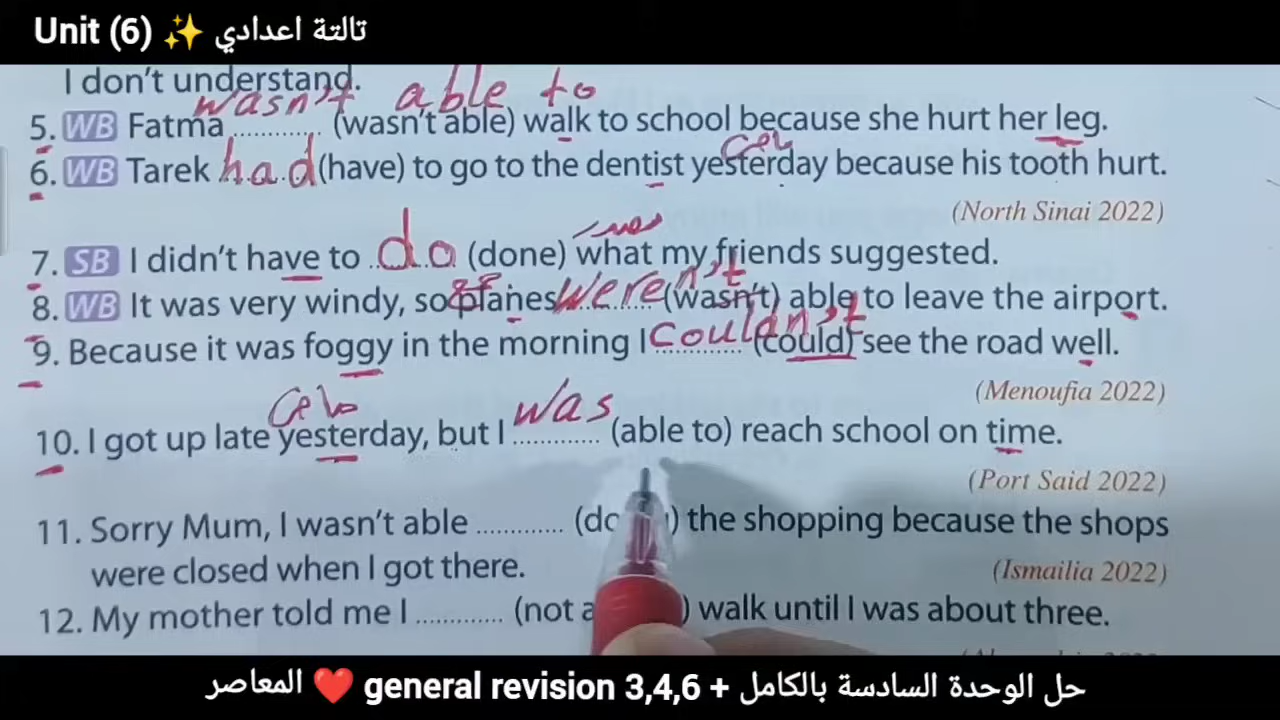 Unit (6) ✨ تالتة اعدادي
I don't understand.
wasn't able to
5. WB Fatma ............ (wasn't able) walk to school because she hurt her leg.
6. WB Tarek had (have) to go to the dentist yesterday because his tooth hurt.
(North Sinai 2022)
7. SB I didn't have to do (done) what my friends suggested.
8. WB It was very windy, so planes weren't (wasn't) able to leave the airport.
9. Because it was foggy in the morning I couldn't (could) see the road well.
(Menoufia 2022)
10. I got up late yesterday, but I was ............ (able to) reach school on time.
(Port Said 2022)
11. Sorry Mum, I wasn't able ............ (do ) the shopping because the shops
were closed when I got there.
(Ismailia 2022)
12. My mother told me I ............ (not a ) walk until I was about three.
حل الوحدة السادسة بالكامل + general revision 3,4,6 ❤️ المعاصر